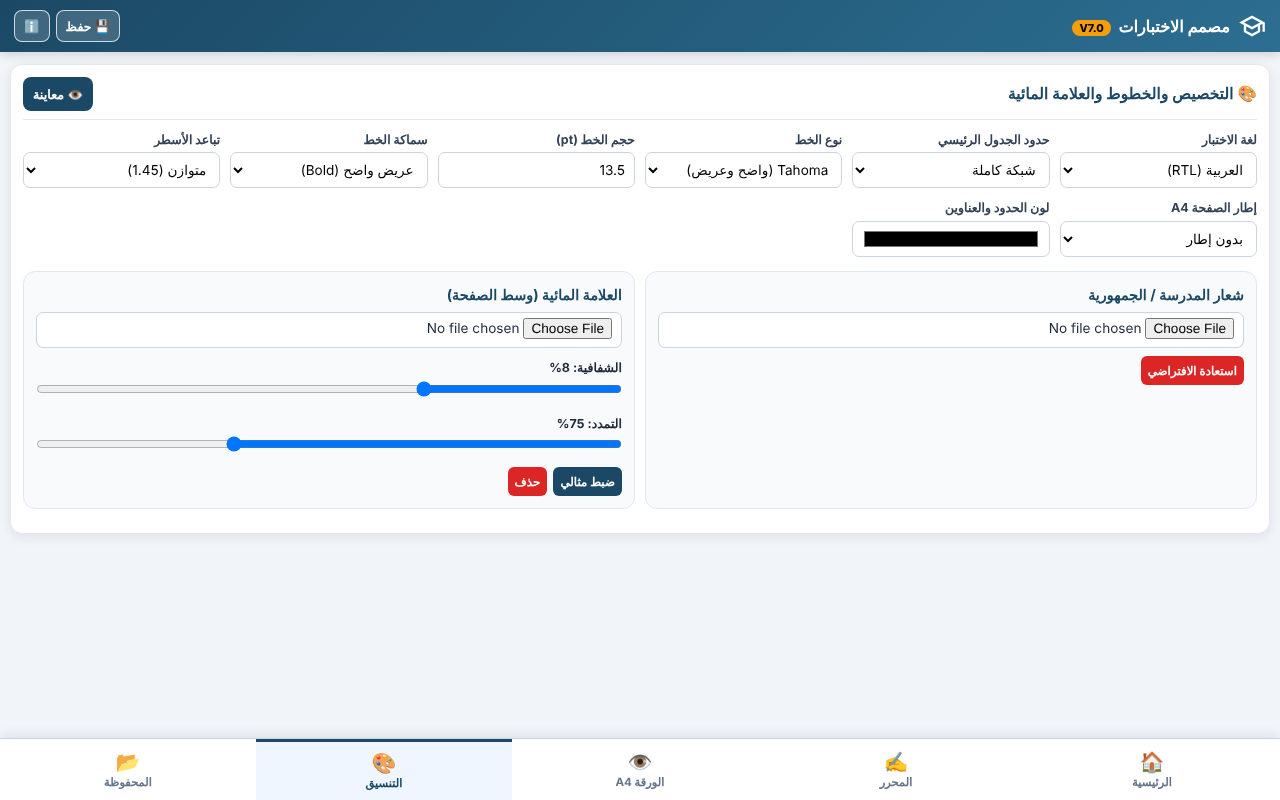 مصمم الاختبارات V7.0
💾 حفظ
ℹ️
🎨 التخصيص والخطوط والعلامة المائية
👁️ معاينة
لغة الاختبار
العربية (RTL)
حدود الجدول الرئيسي
شبكة كاملة
نوع الخط
Tahoma (واضح وعريض)
حجم الخط (pt)
13.5
سماكة الخط
عريض واضح (Bold)
تباعد الأسطر
متوازن (1.45)
إطار الصفحة A4
بدون إطار
لون الحدود والعناوين
شعار المدرسة / الجمهورية
Choose File No file chosen
استعادة الافتراضي
العلامة المائية (وسط الصفحة)
Choose File No file chosen
الشفافية: 8%
التمدد: 75%
ضبط مثالي
حذف
🏠 الرئيسية
✍️ المحرر
👁️ الورقة A4
🎨 التنسيق
📂 المحفوظة